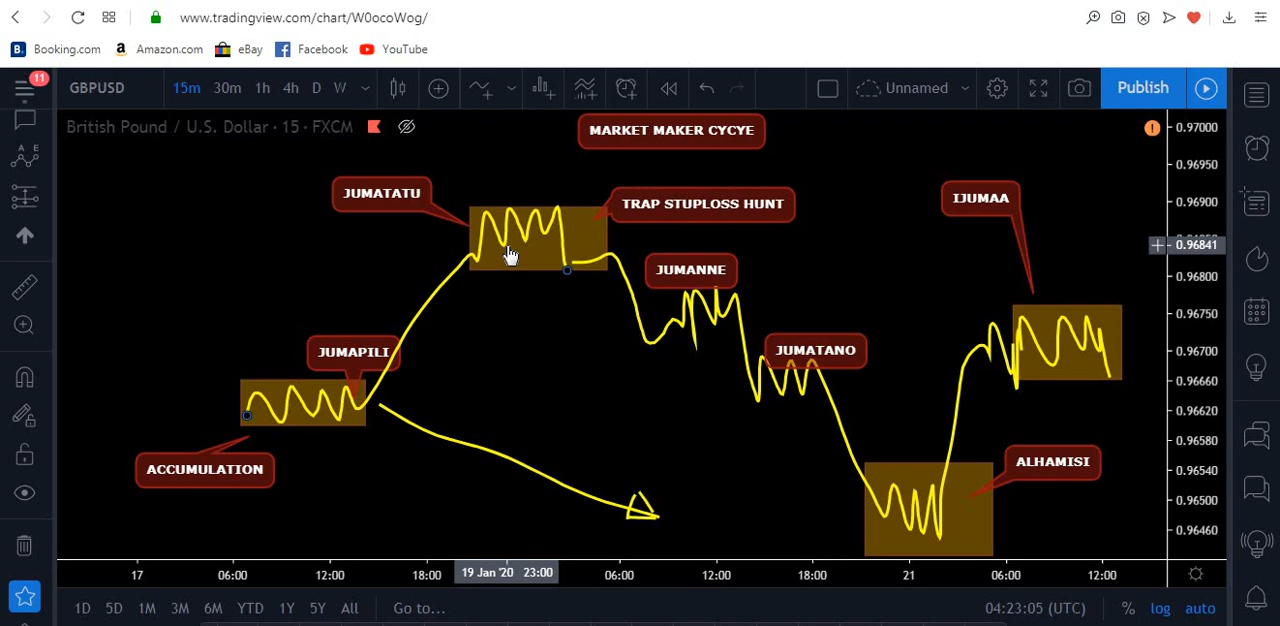 www.tradingview.com/chart/W0ocoWog/
B. Booking.com
a Amazon.com
eBay
Facebook
YouTube
11
GBPUSD
15m 30m 1h 4h D W
Unnamed
Publish
British Pound / U.S. Dollar · 15 · FXCM
MARKET MAKER CYCYE
JUMATATU
TRAP STUPLOSS HUNT
IJUMAA
JUMANNE
JUMAPILI
JUMATANO
ACCUMULATION
ALHAMISI
A E
0.97000
0.96950
0.96900
0.96841
0.96800
0.96750
0.96700
0.96660
0.96620
0.96580
0.96540
0.96500
0.96460
17 06:00 12:00 18:00 19 Jan '20 23:00 06:00 12:00 18:00 21 06:00 12:00
1D 5D 1M 3M 6M YTD 1Y 5Y All Go to...
04:23:05 (UTC) % log auto